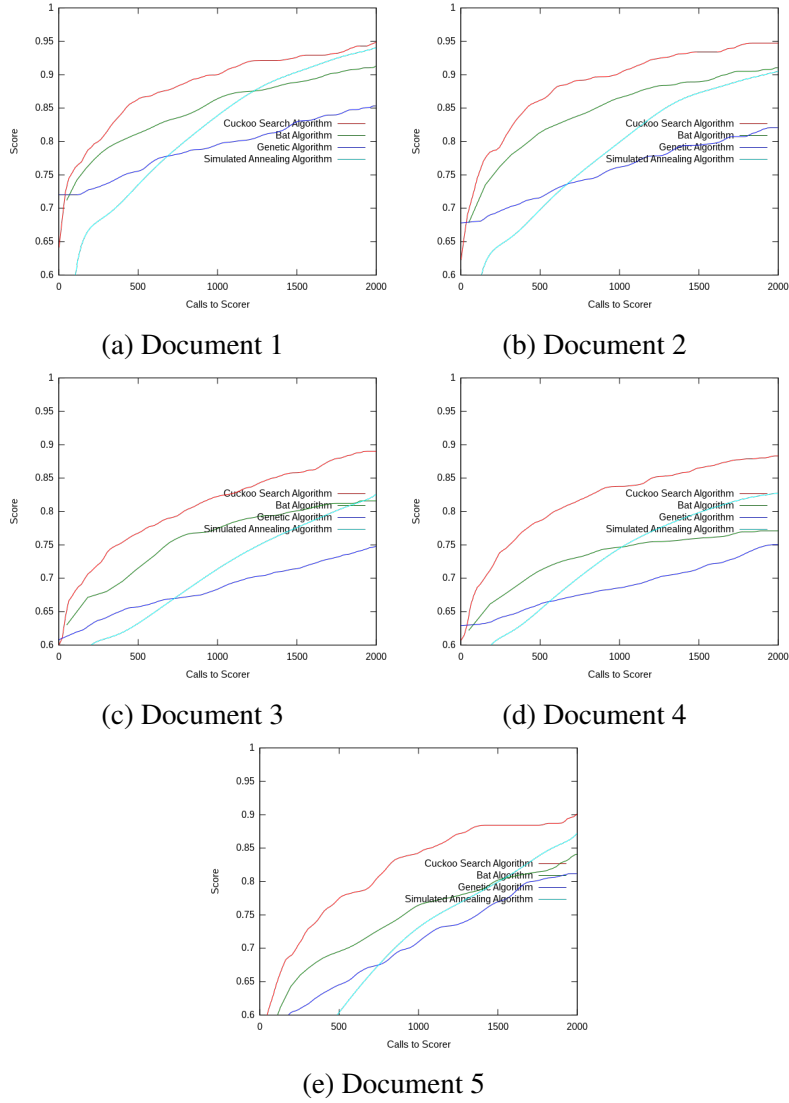 1
0.95
0.9
0.85
0.8
0.75
0.7
0.65
0.6
Score
0 500 1000 1500 2000
Calls to Scorer
Cuckoo Search Algorithm
Bat Algorithm
Genetic Algorithm
Simulated Annealing Algorithm
(a) Document 1
1
0.95
0.9
0.85
0.8
0.75
0.7
0.65
0.6
Score
0 500 1000 1500 2000
Calls to Scorer
Cuckoo Search Algorithm
Bat Algorithm
Genetic Algorithm
Simulated Annealing Algorithm
(b) Document 2
1
0.95
0.9
0.85
0.8
0.75
0.7
0.65
0.6
Score
0 500 1000 1500 2000
Calls to Scorer
Cuckoo Search Algorithm
Bat Algorithm
Genetic Algorithm
Simulated Annealing Algorithm
(c) Document 3
1
0.95
0.9
0.85
0.8
0.75
0.7
0.65
0.6
Score
0 500 1000 1500 2000
Calls to Scorer
Cuckoo Search Algorithm
Bat Algorithm
Genetic Algorithm
Simulated Annealing Algorithm
(d) Document 4
1
0.95
0.9
0.85
0.8
0.75
0.7
0.65
0.6
Score
0 500 1000 1500 2000
Calls to Scorer
Cuckoo Search Algorithm
Bat Algorithm
Genetic Algorithm
Simulated Annealing Algorithm
(e) Document 5